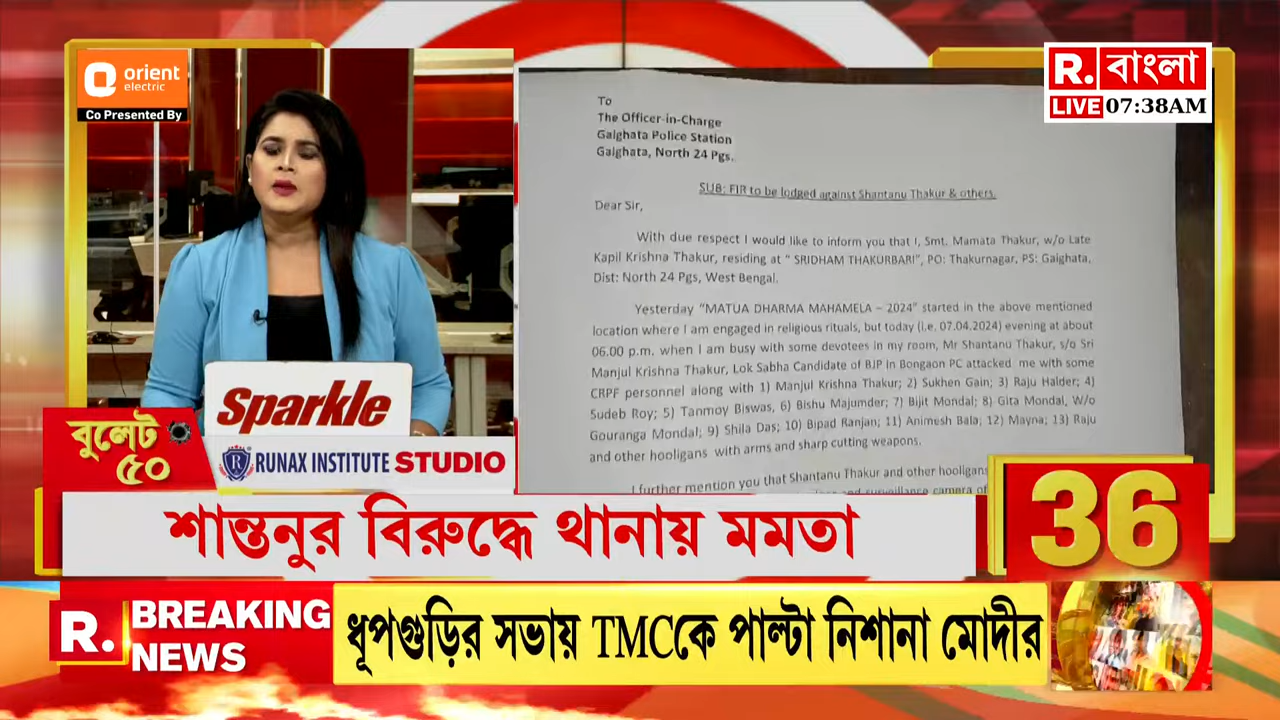 orient
electric
Co Presented By
R. বাংলা
LIVE 07:38AM
To
The Officer-in-Charge
Gaighata Police Station
Gaighata, North 24 Pgs.
SUB: FIR to be lodged against Shantanu Thakur & others.
Dear Sir,
With due respect I would like to inform you that I, Smt. Mamata Thakur, w/o Late
Kapil Krishna Thakur, residing at " SRIDHAM THAKURBARI", PO: Thakurnagar, PS: Gaighata,
Dist: North 24 Pgs, West Bengal.
Yesterday "MATUA DHARMA MAHAMELA – 2024" started in the above mentioned
location where I am engaged in religious rituals, but today (i.e. 07.04.2024) evening at about
06.00 p.m. when I am busy with some devotees in my room, Mr Shantanu Thakur, s/o Sri
Manjul Krishna Thakur, Lok Sabha Candidate of BJP in Bongaon PC attacked me with some
CRPF personnel along with 1) Manjul Krishna Thakur; 2) Sukhen Gain; 3) Raju Halder; 4)
Sudeb Roy; 5) Tanmoy Biswas, 6) Bishu Majumder; 7) Bijit Mondal; 8) Gita Mondal, W/o
Gouranga Mondal; 9) Shila Das; 10) Bipad Ranjan; 11) Animesh Bala; 12) Mayna; 13) Raju
and other hooligans with arms and sharp cutting weapons.
I further mention you that Shantanu Thakur and other hooligans
and surveillance camera of
Sparkle
RUNAX INSTITUTE STUDIO
বুলেট
৫০
শান্তনুর বিরুদ্ধে থানায় মমতা
36
R. BREAKING
NEWS
ধূপগুড়ির সভায় TMCকে পাল্টা নিশানা মোদীর